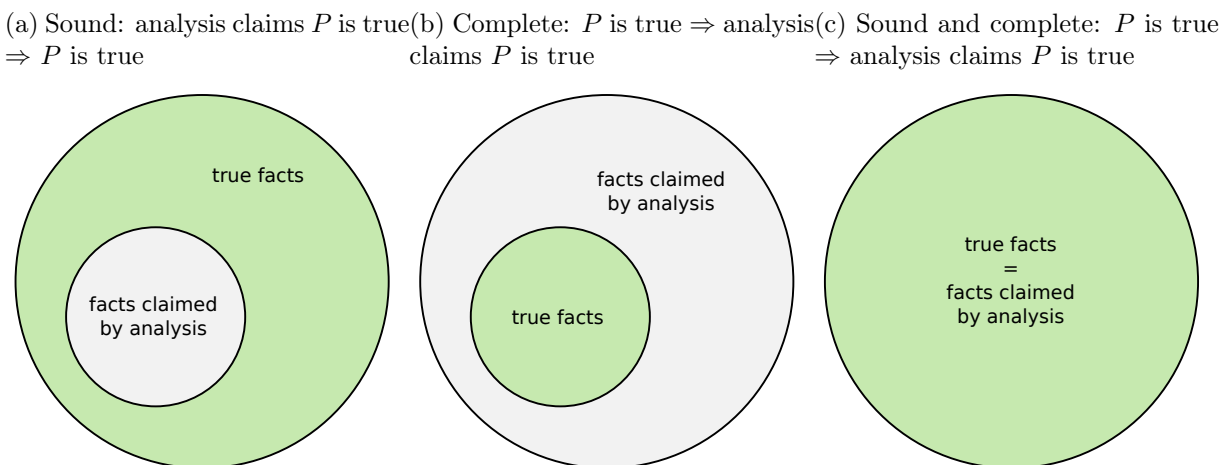 (a) Sound: analysis claims P is true
⇒ P is true
(b) Complete: P is true ⇒ analysis
claims P is true
(c) Sound and complete: P is true
⇒ analysis claims P is true
true facts
facts claimed
by analysis
facts claimed
by analysis
true facts
true facts
=
facts claimed
by analysis